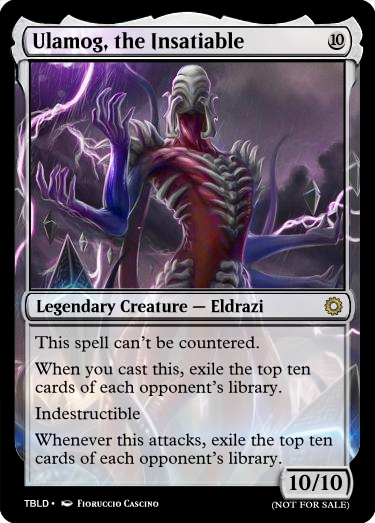 Ulamog, the Insatiable 10
Legendary Creature — Eldrazi
This spell can't be countered.
When you cast this, exile the top ten
cards of each opponent's library.
Indestructible
Whenever this attacks, exile the top ten
cards of each opponent's library.
10/10
TBLD • Fioruccio Cascino
(NOT FOR SALE)